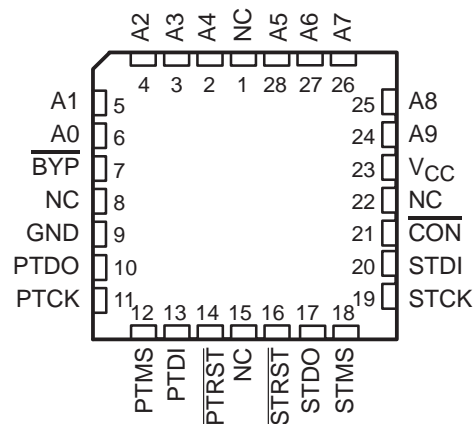 A2 A3 A4 NC A5 A6 A7
4 3 2 1 28 27 26
A1 5 25 A8
A0 6 24 A9
BYP 7 23 VCC
NC 8 22 NC
GND 9 21 CON
PTDO 10 20 STDI
PTCK 11 19 STCK
12 13 14 15 16 17 18
PTMS PTDI PTRST NC STRST STDO STMS